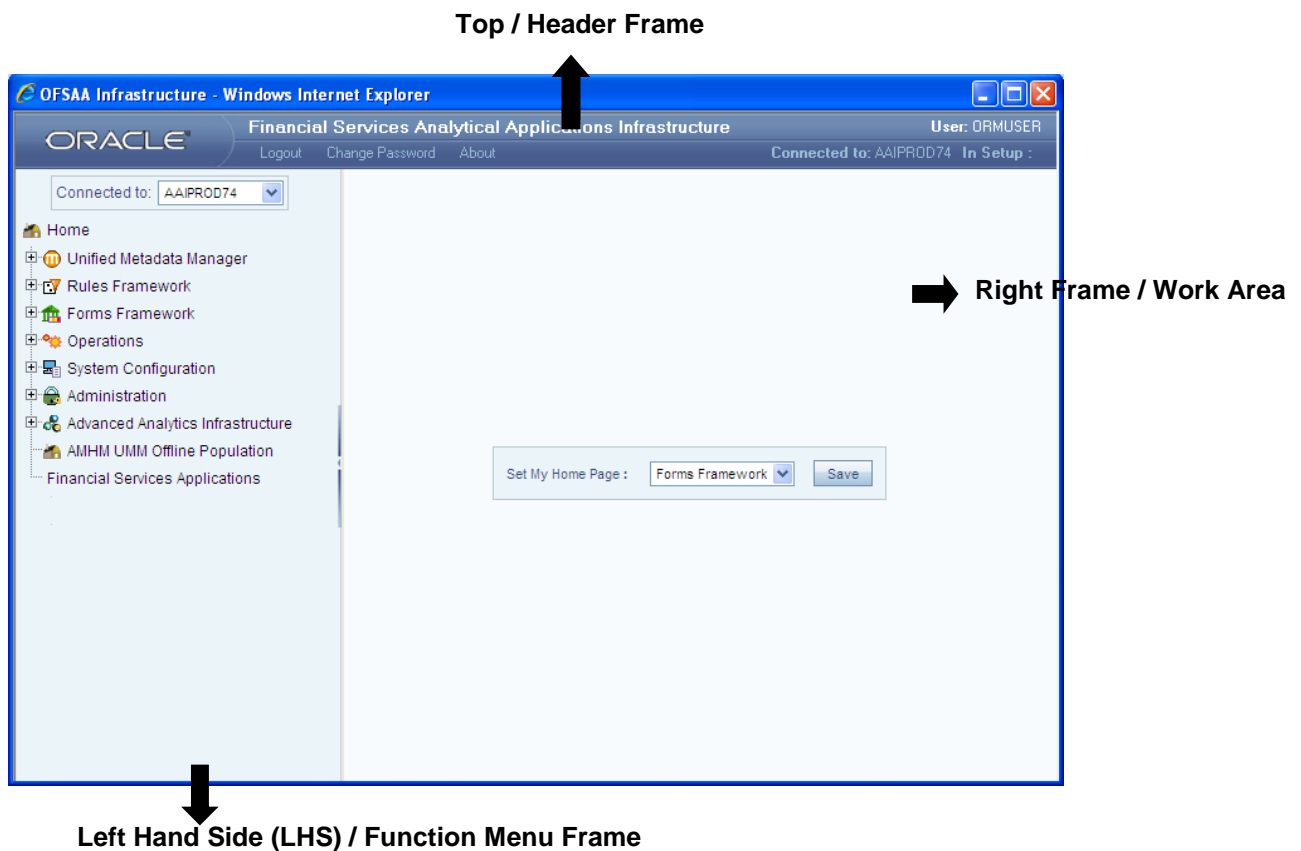 Top / Header Frame
OFSAA Infrastructure - Windows Internet Explorer
ORACLE
Financial Services Analytical Applications Infrastructure
User: ORMUSER
Logout Change Password About
Connected to: AAIPROD74 In Setup :
Connected to: AAIPROD74
Home
Unified Metadata Manager
Rules Framework
Forms Framework
Operations
System Configuration
Administration
Advanced Analytics Infrastructure
AMHM UMM Offline Population
Financial Services Applications
Right Frame / Work Area
Set My Home Page : Forms Framework Save
Left Hand Side (LHS) / Function Menu Frame